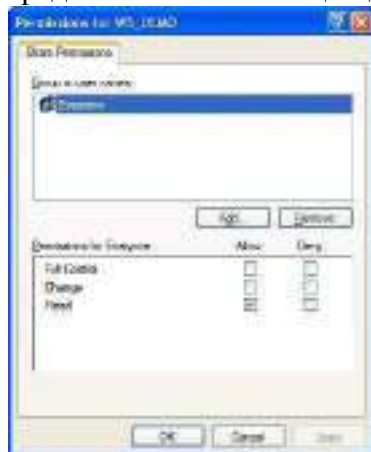 Permissions for
Share Permissions
Group or user names:
Everyone
Add...
Remove
Permissions for Everyone
Allow
Deny
Full Control
Change
Read
OK
Cancel
Apply